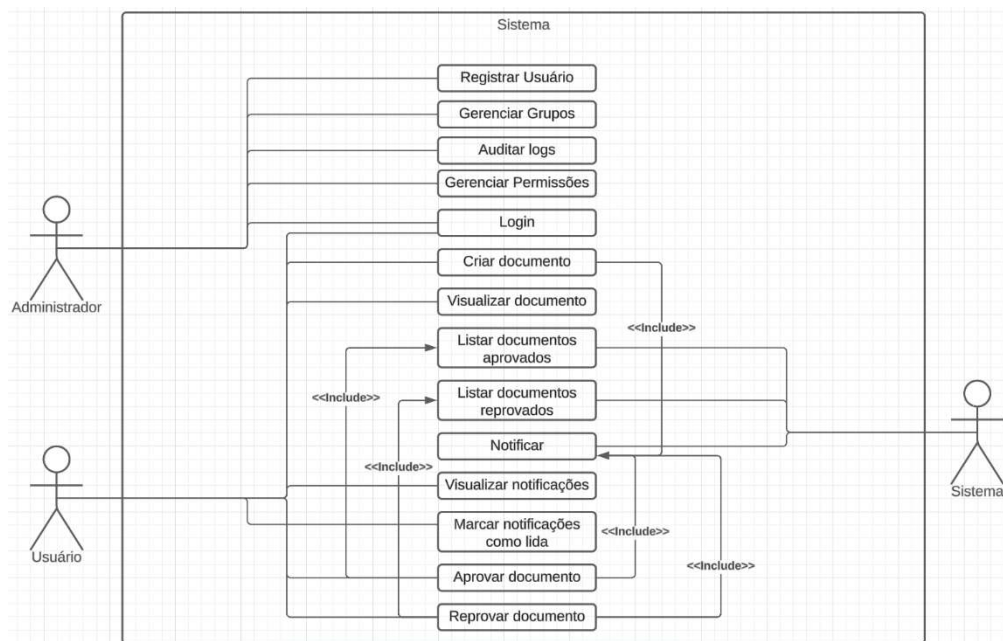 Sistema
Registrar Usuário
Gerenciar Grupos
Auditar logs
Gerenciar Permissões
Login
Administrador
Criar documento
Visualizar documento
<<Include>>
Listar documentos
aprovados
<<Include>>
Listar documentos
reprovados
Notificar
<<Include>>
Visualizar notificações
Sistema
Marcar notificações
como lida
<<Include>>
Usuário
Aprovar documento
<<Include>>
Reprovar documento